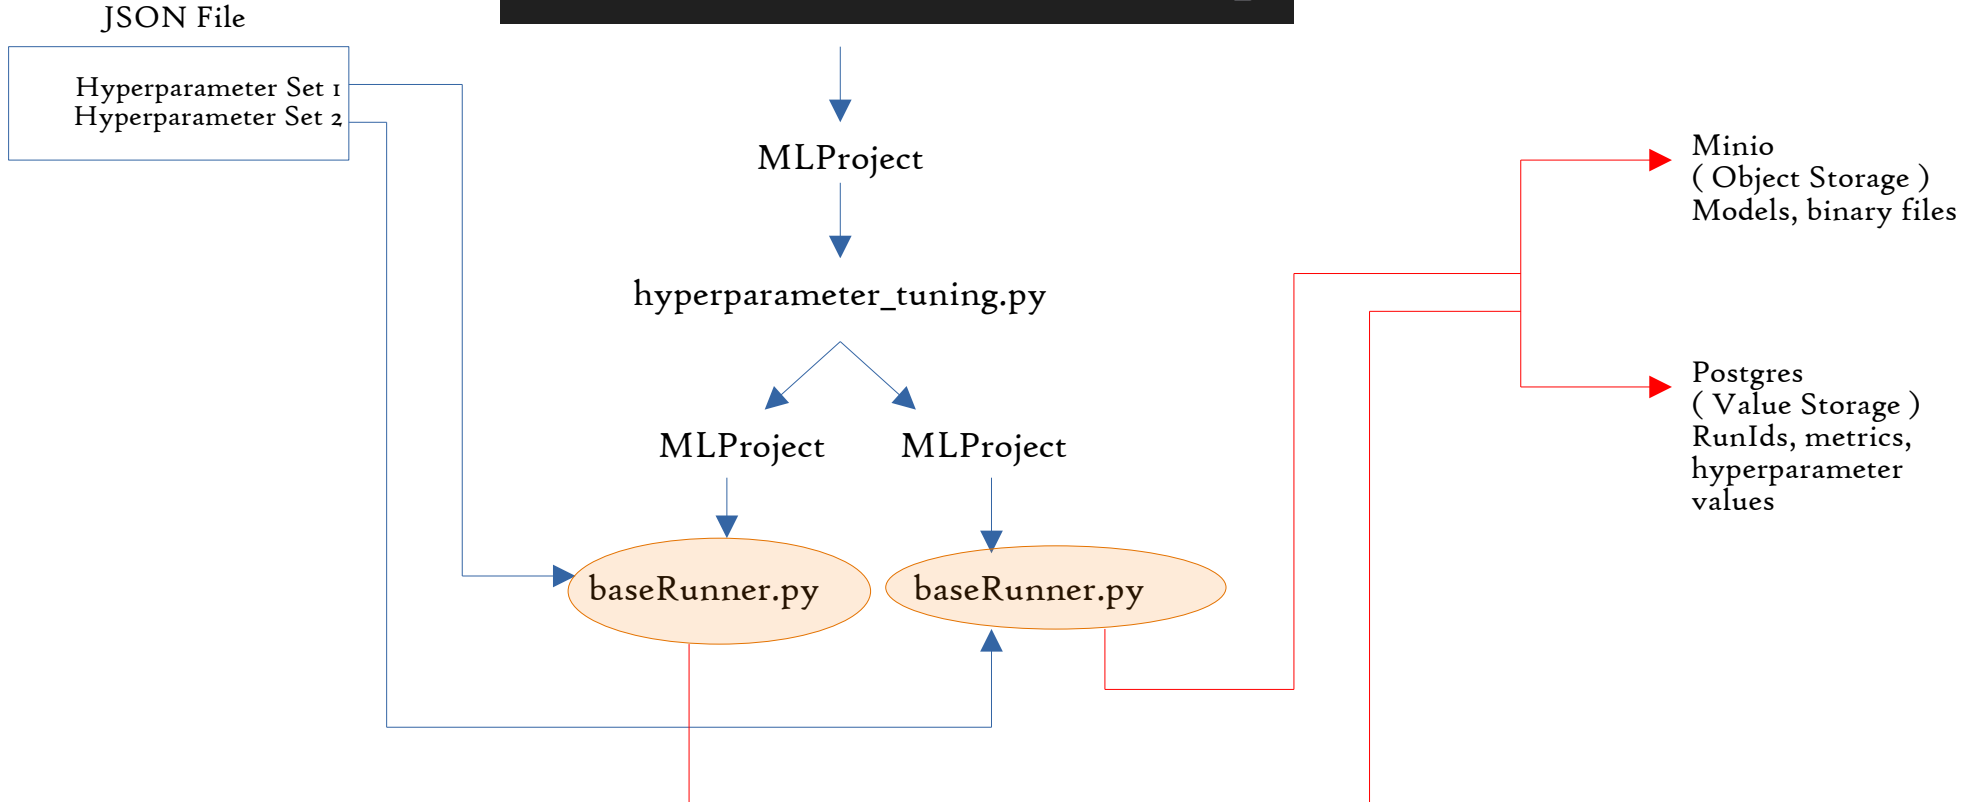 JSON File
Hyperparameter Set 1
Hyperparameter Set 2
MLProject
hyperparameter_tuning.py
MLProject
MLProject
baseRunner.py
baseRunner.py
Minio
( Object Storage )
Models, binary files
Postgres
( Value Storage )
RunIds, metrics,
hyperparameter
values